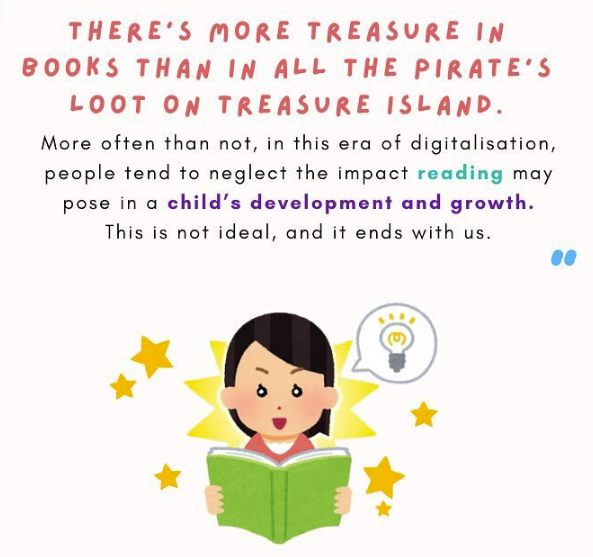 THERE'S MORE TREASURE IN
BOOKS THAN IN ALL THE PIRATE'S
LOOT ON TREASURE ISLAND.
More often than not, in this era of digitalisation,
people tend to neglect the impact reading may
pose in a child's development and growth.
This is not ideal, and it ends with us.
"